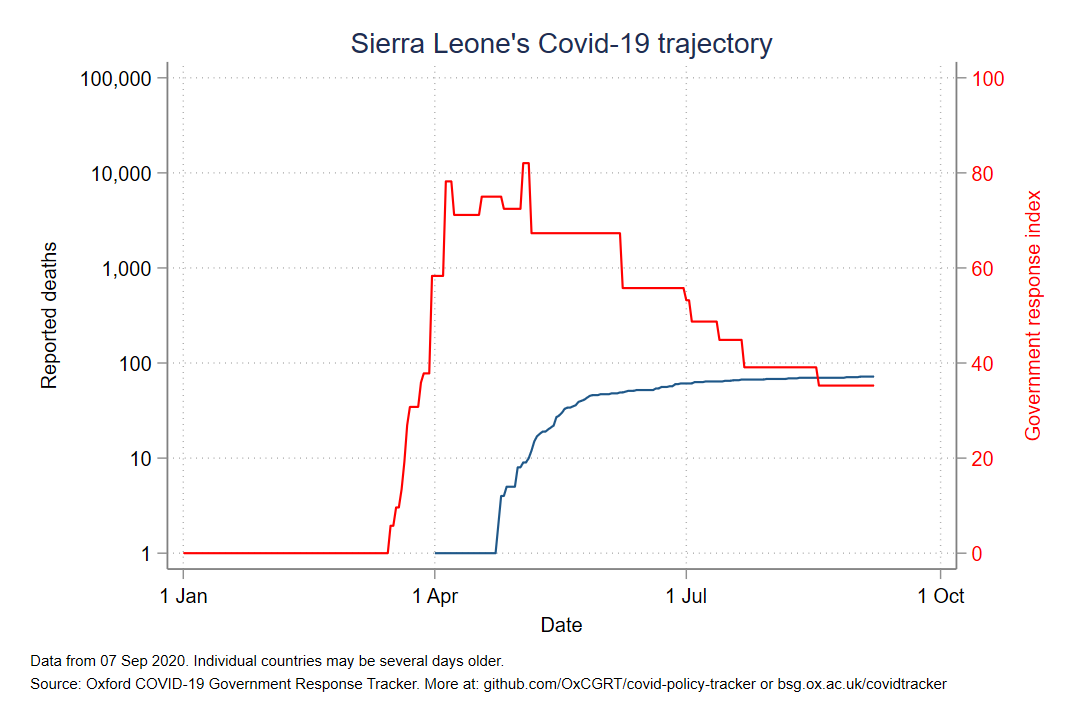 Sierra Leone's Covid-19 trajectory
100,000
10,000
1,000
100
10
1
Reported deaths
100
80
60
40
20
0
Government response index
1 Jan
1 Apr
1 Jul
1 Oct
Date
Data from 07 Sep 2020. Individual countries may be several days older.
Source: Oxford COVID-19 Government Response Tracker. More at: github.com/OxCGRT/covid-policy-tracker or bsg.ox.ac.uk/covidtracker